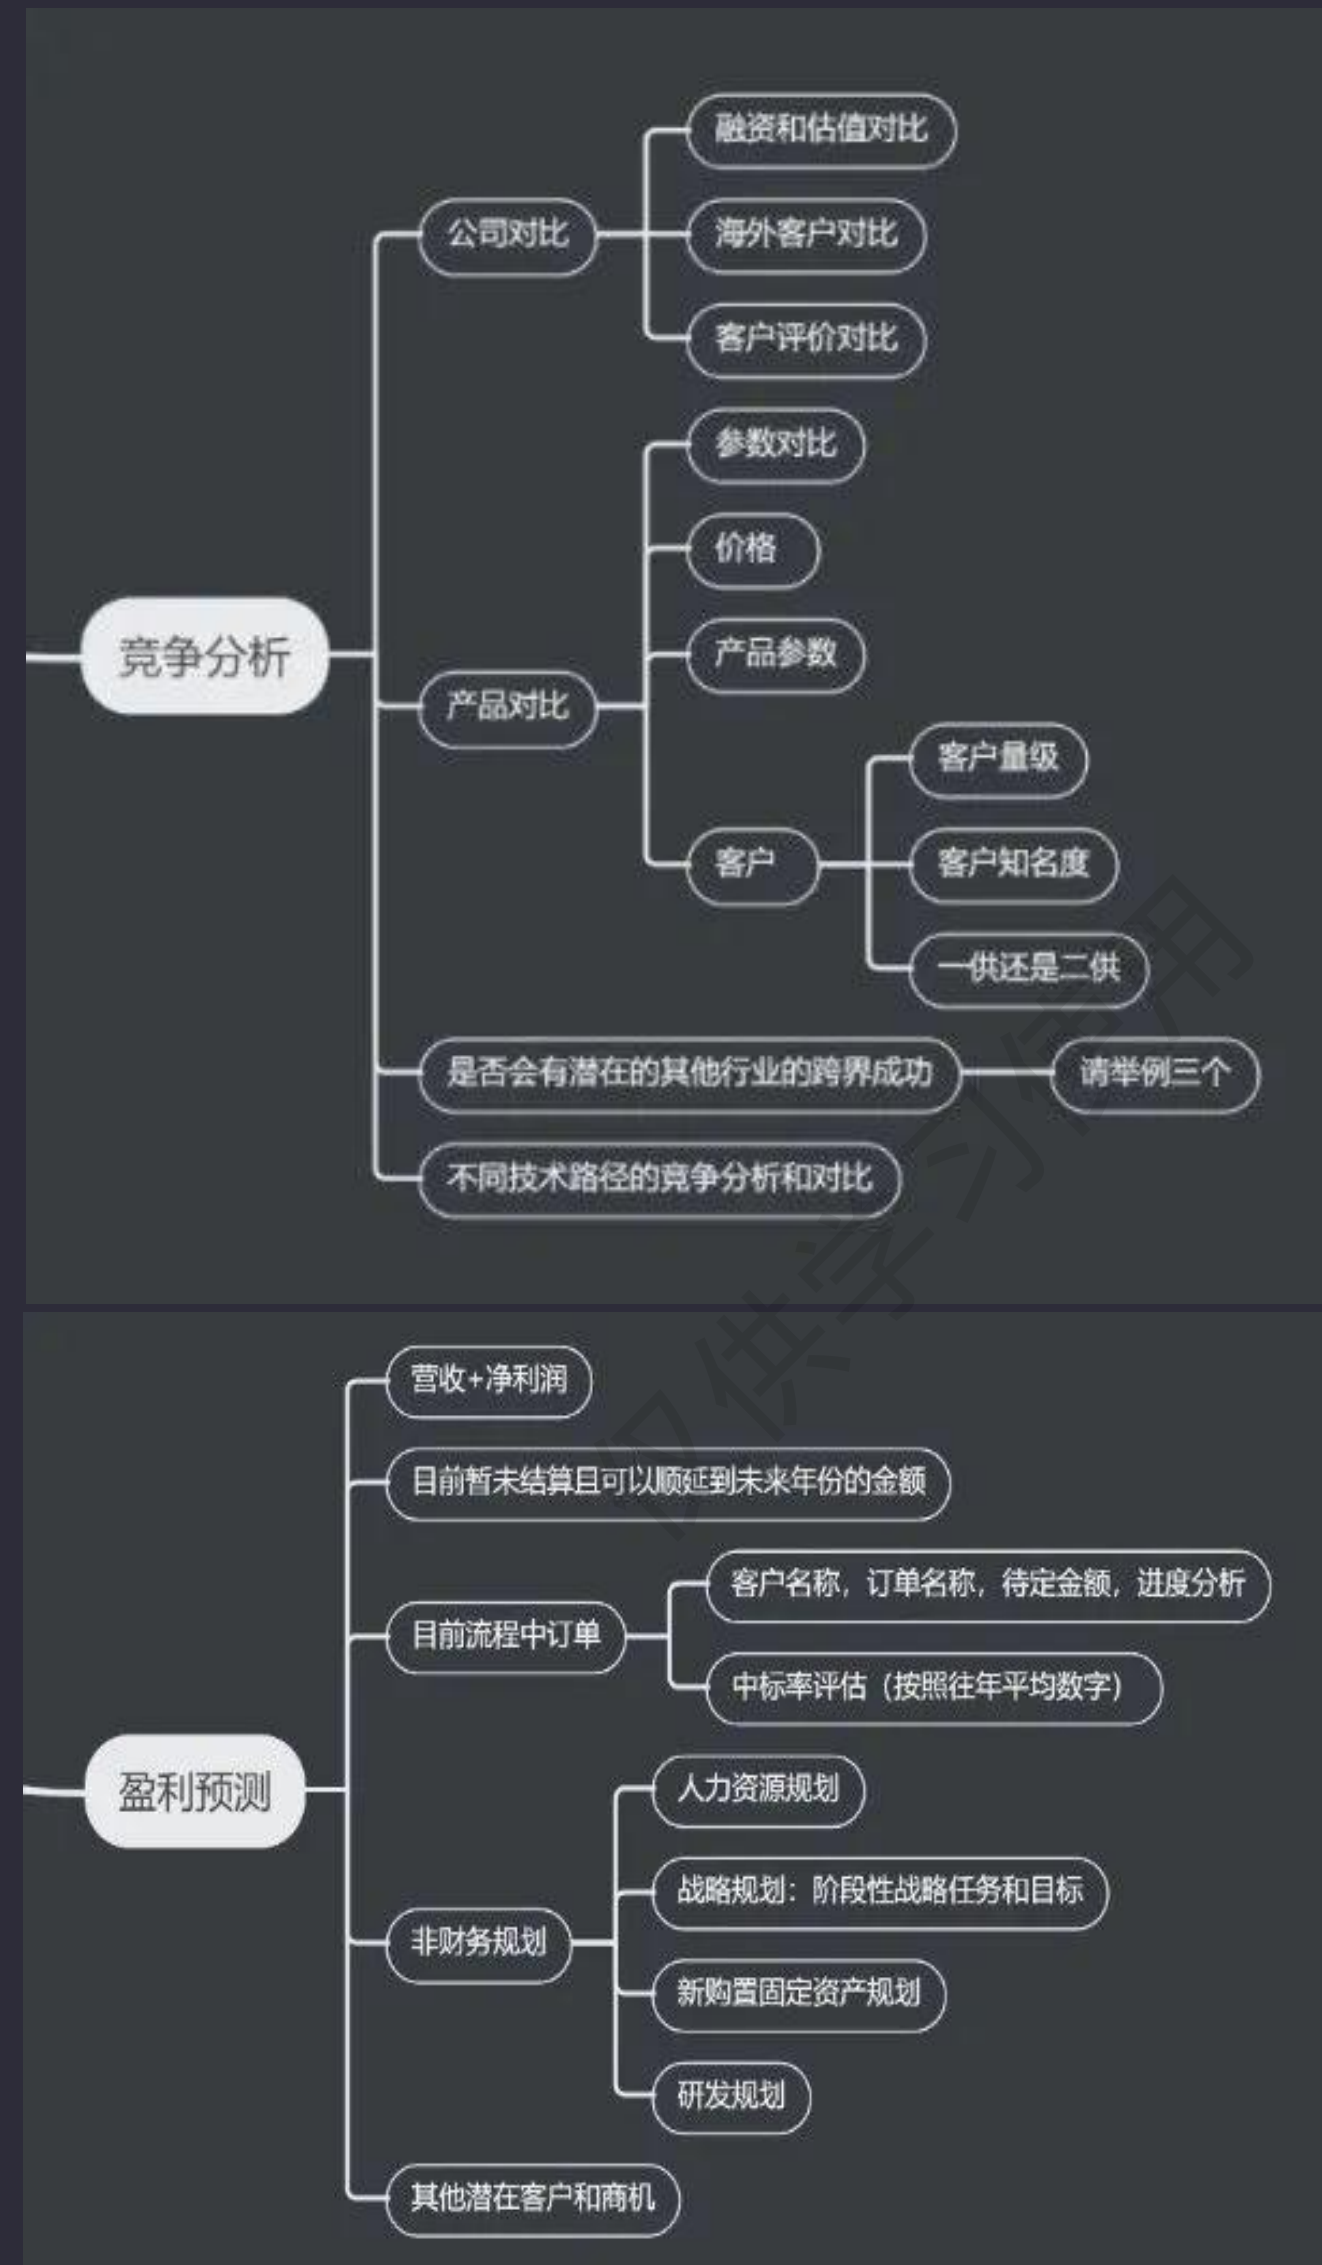 融资和估值对比
公司对比
海外客户对比
客户评价对比
参数对比
价格
竞争分析
产品参数
产品对比
客户量级
客户
客户知名度
一供还是二供
是否会有潜在的其他行业的跨界成功
请举例三个
不同技术路径的竞争分析和对比
仅供学习使用
营收+净利润
目前暂未结算且可以顺延到未来年份的金额
客户名称，订单名称，待定金额，进度分析
目前流程中订单
中标率评估（按照往年平均数字）
盈利预测
人力资源规划
战略规划：阶段性战略任务和目标
非财务规划
新购置固定资产规划
研发规划
其他潜在客户和商机